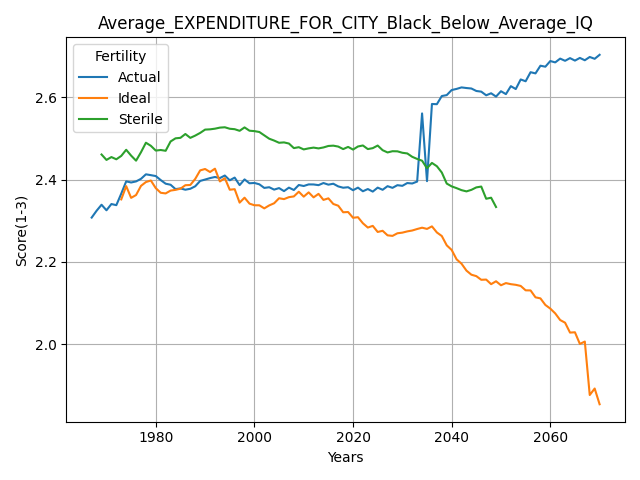 Average_EXPENDITURE_FOR_CITY_Black_Below_Average_IQ
Fertility
Actual
Ideal
Sterile
Score(1-3)
2.6
2.4
2.2
2.0
1980 2000 2020 2040 2060
Years